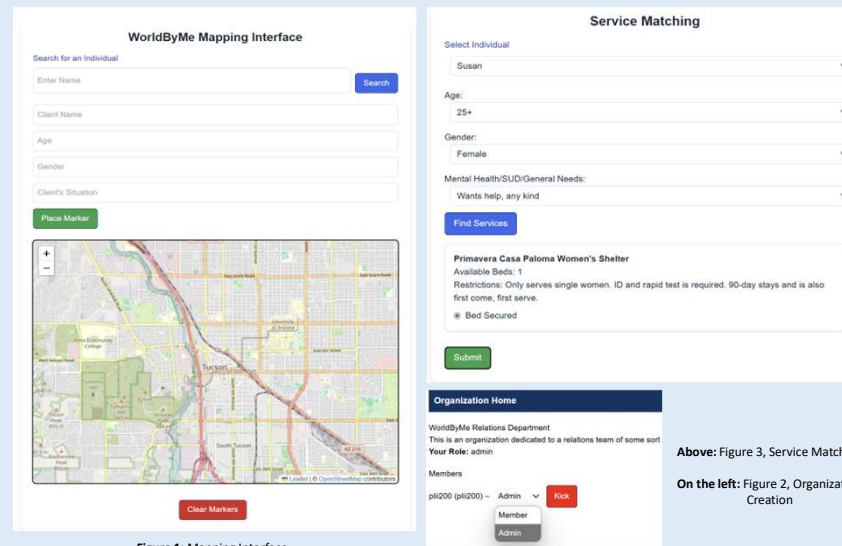 WorldByMe Mapping Interface
Search for an Individual
Enter Name
Search
Client Name
Age
Gender
Client's Situation
Place Marker
+
−
University of Arizona
Tucson
South Tucson
Leaflet | © OpenStreetMap contributors
Clear Markers
Figure 1: Mapping Interface
Service Matching
Select Individual
Susan
Age:
25+
Gender:
Female
Mental Health/SUD/General Needs:
Wants help, any kind
Find Services
Primavera Casa Paloma Women's Shelter
Available Beds: 1
Restrictions: Only serves single women. ID and rapid test is required. 90-day stays and is also
first come, first serve.
Bed Secured
Submit
Organization Home
WorldByMe Relations Department
This is an organization dedicated to a relations team of some sort
Your Role: admin
Members
plii200 (plii200) – Admin Kick
Member
Admin
Above: Figure 3, Service Match
On the left: Figure 2, Organizat
Creation